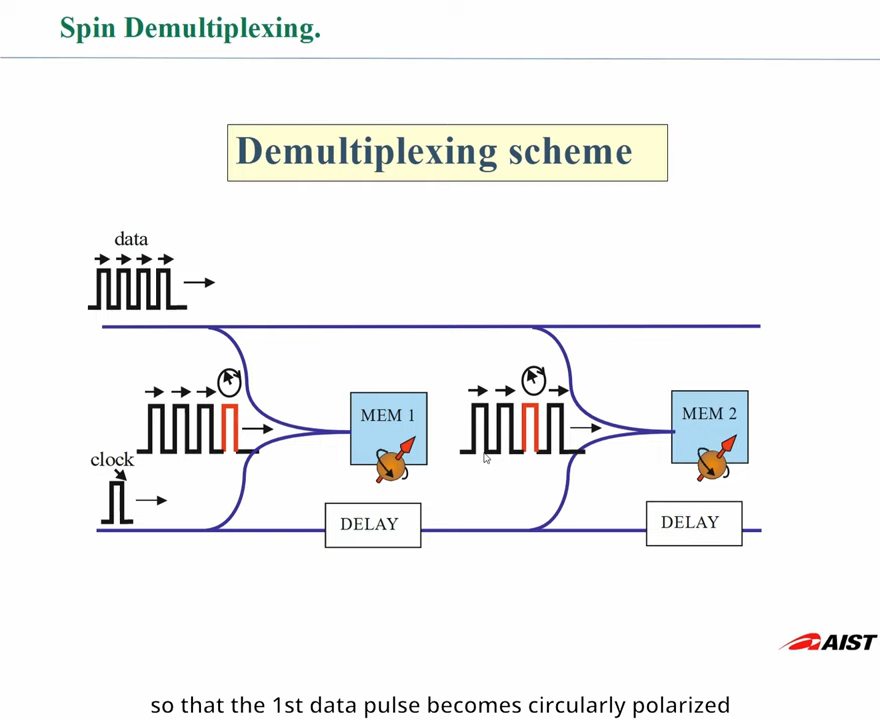 Spin Demultiplexing.
Demultiplexing scheme
data
MEM 1
MEM 2
clock
DELAY
DELAY
AIST
so that the 1st data pulse becomes circularly polarized